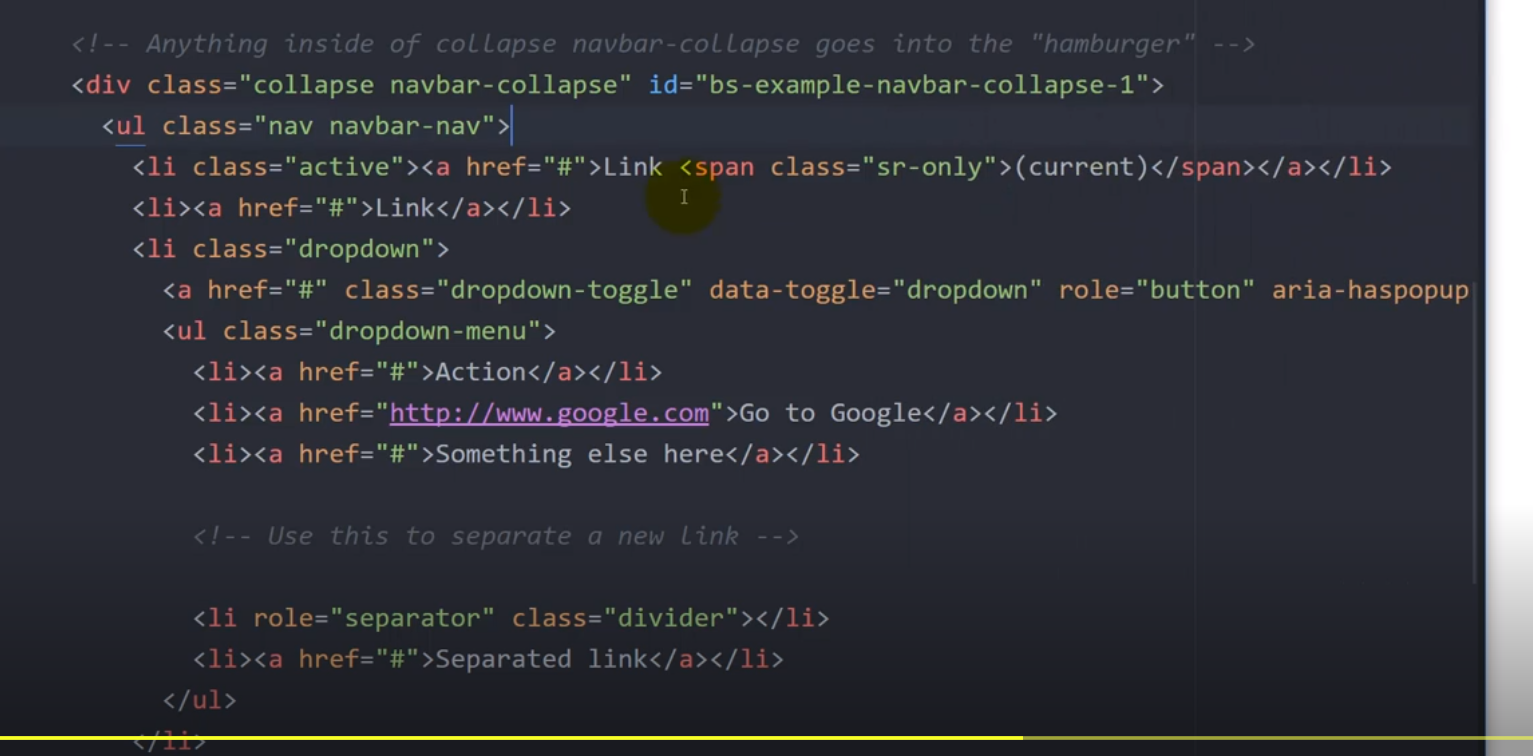 <!-- Anything inside of collapse navbar-collapse goes into the "hamburger" -->
<div class="collapse navbar-collapse" id="bs-example-navbar-collapse-1">
<ul class="nav navbar-nav">
<li class="active"><a href="#">Link <span class="sr-only">(current)</span></a></li>
<li><a href="#">Link</a></li>
<li class="dropdown">
<a href="#" class="dropdown-toggle" data-toggle="dropdown" role="button" aria-haspopup
<ul class="dropdown-menu">
<li><a href="#">Action</a></li>
<li><a href="http://www.google.com">Go to Google</a></li>
<li><a href="#">Something else here</a></li>
<!-- Use this to separate a new link -->
<li role="separator" class="divider"></li>
<li><a href="#">Separated link</a></li>
</ul>
</li>